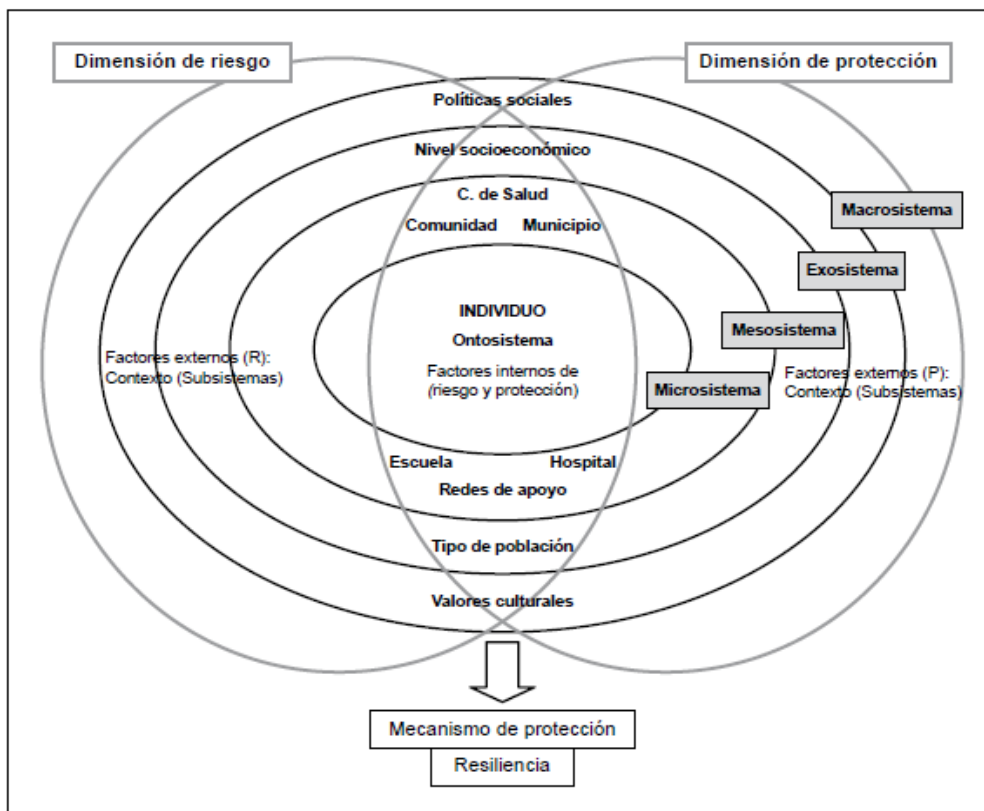 Dimensión de riesgo
Dimensión de protección
Políticas sociales
Nivel socioeconómico
C. de Salud
Comunidad Municipio
Macrosistema
Exosistema
INDIVIDUO
Ontosistema
Mesosistema
Factores externos (R):
Contexto (Subsistemas)
Factores internos de
(riesgo y protección)
Microsistema
Factores externos (P):
Contexto (Subsistemas)
Escuela Hospital
Redes de apoyo
Tipo de población
Valores culturales
Mecanismo de protección
Resiliencia